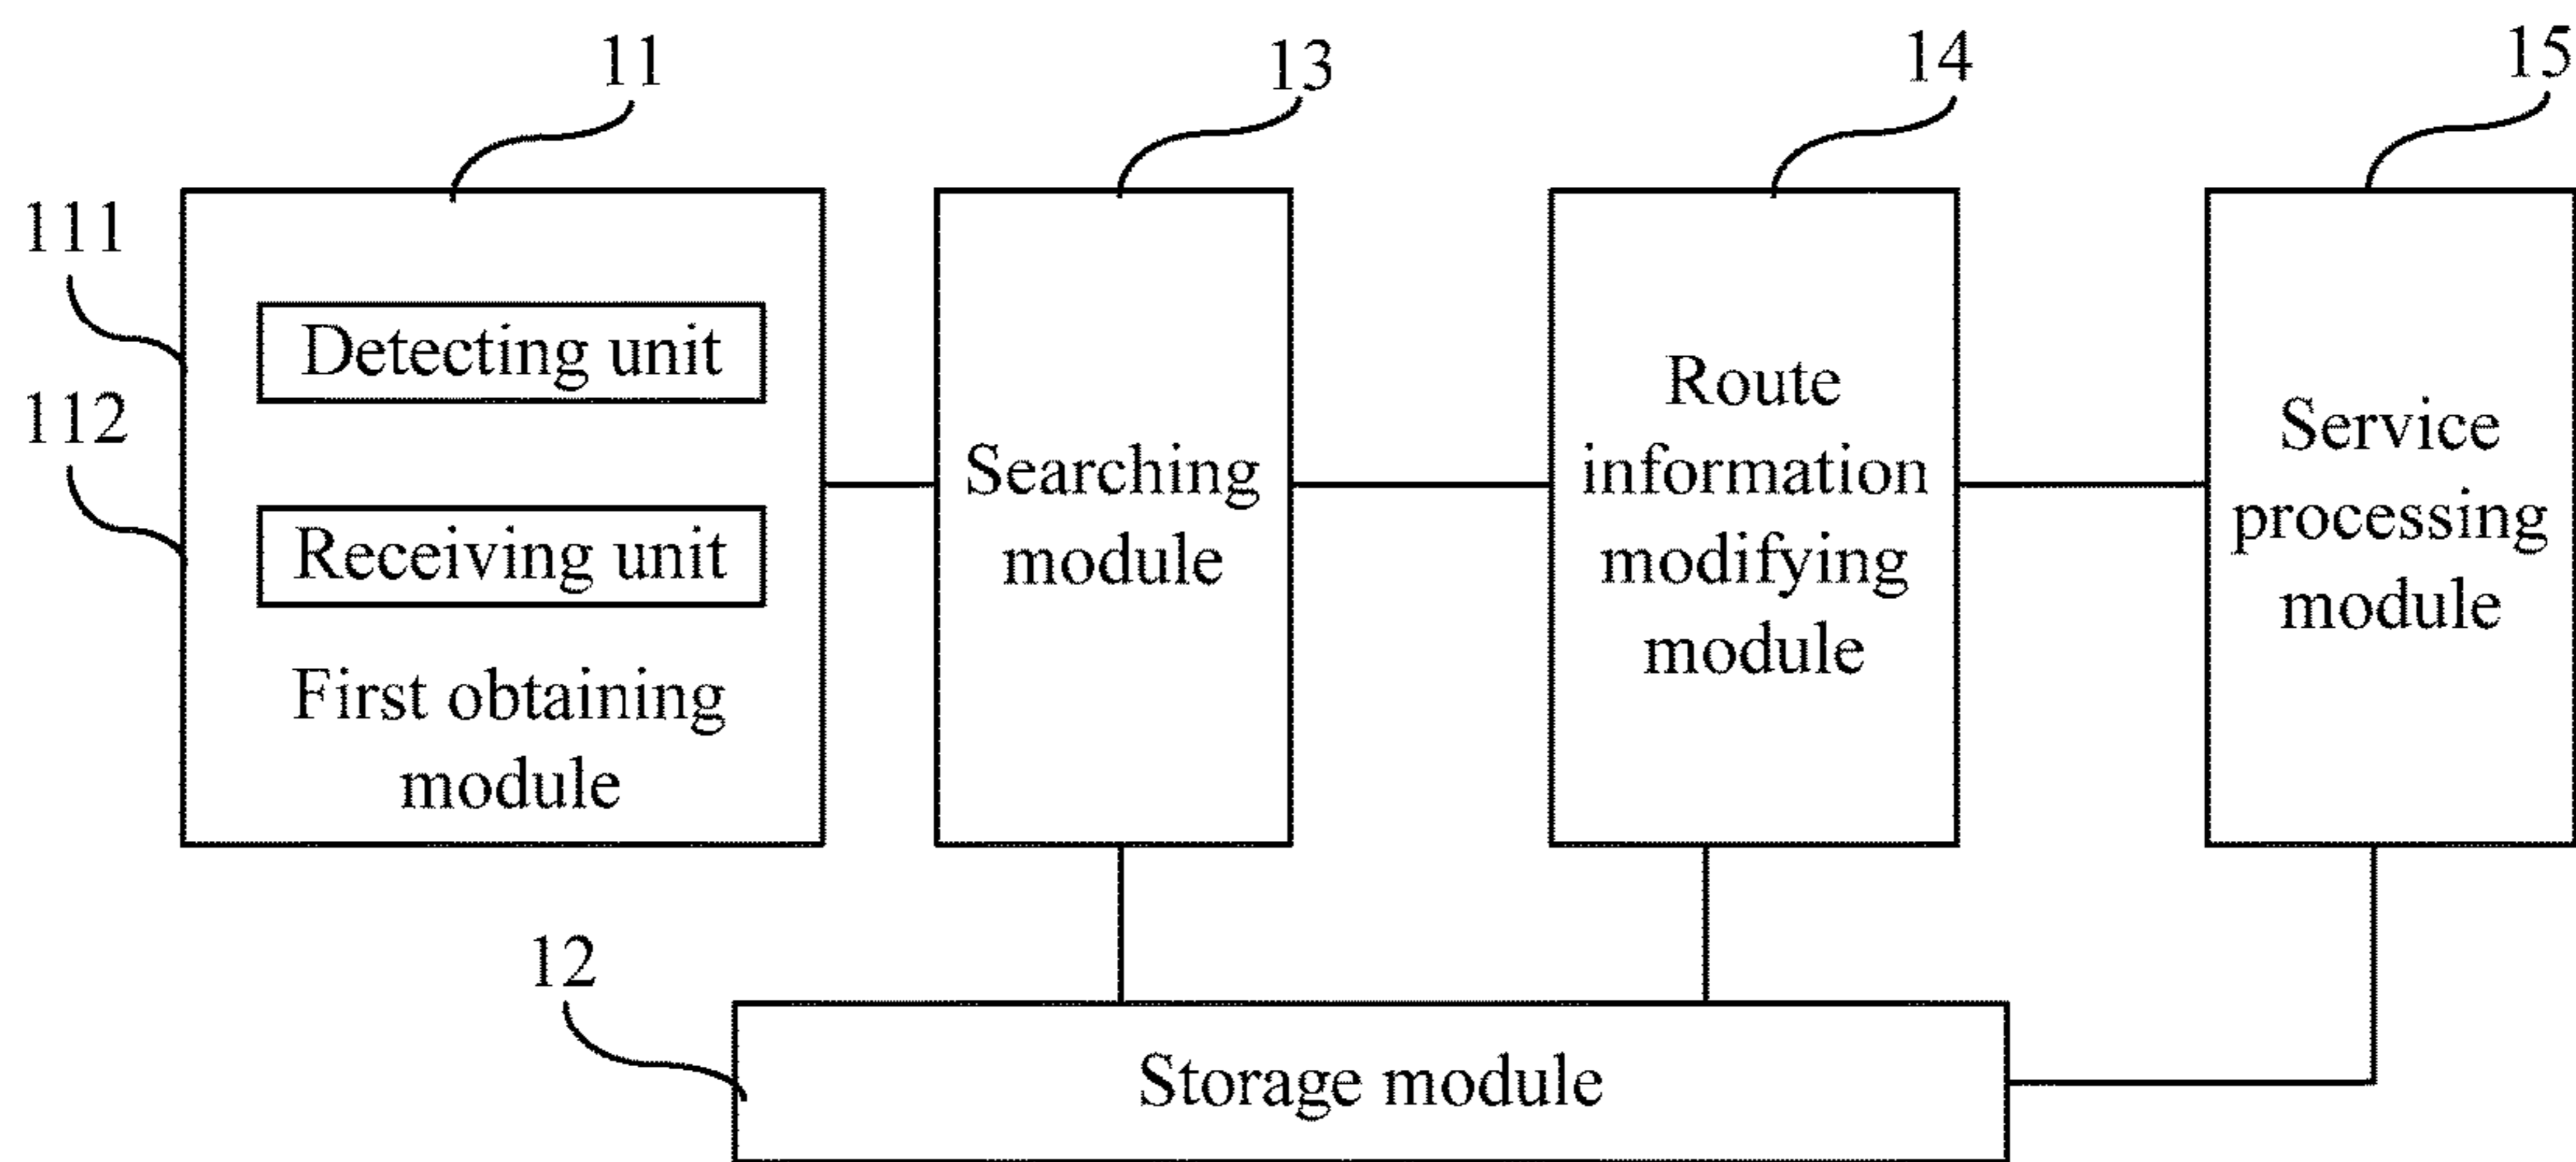 11
13
14
15
111
112
Detecting unit
Receiving unit
First obtaining
module
Searching
module
Route
information
modifying
module
Service
processing
module
12
Storage module